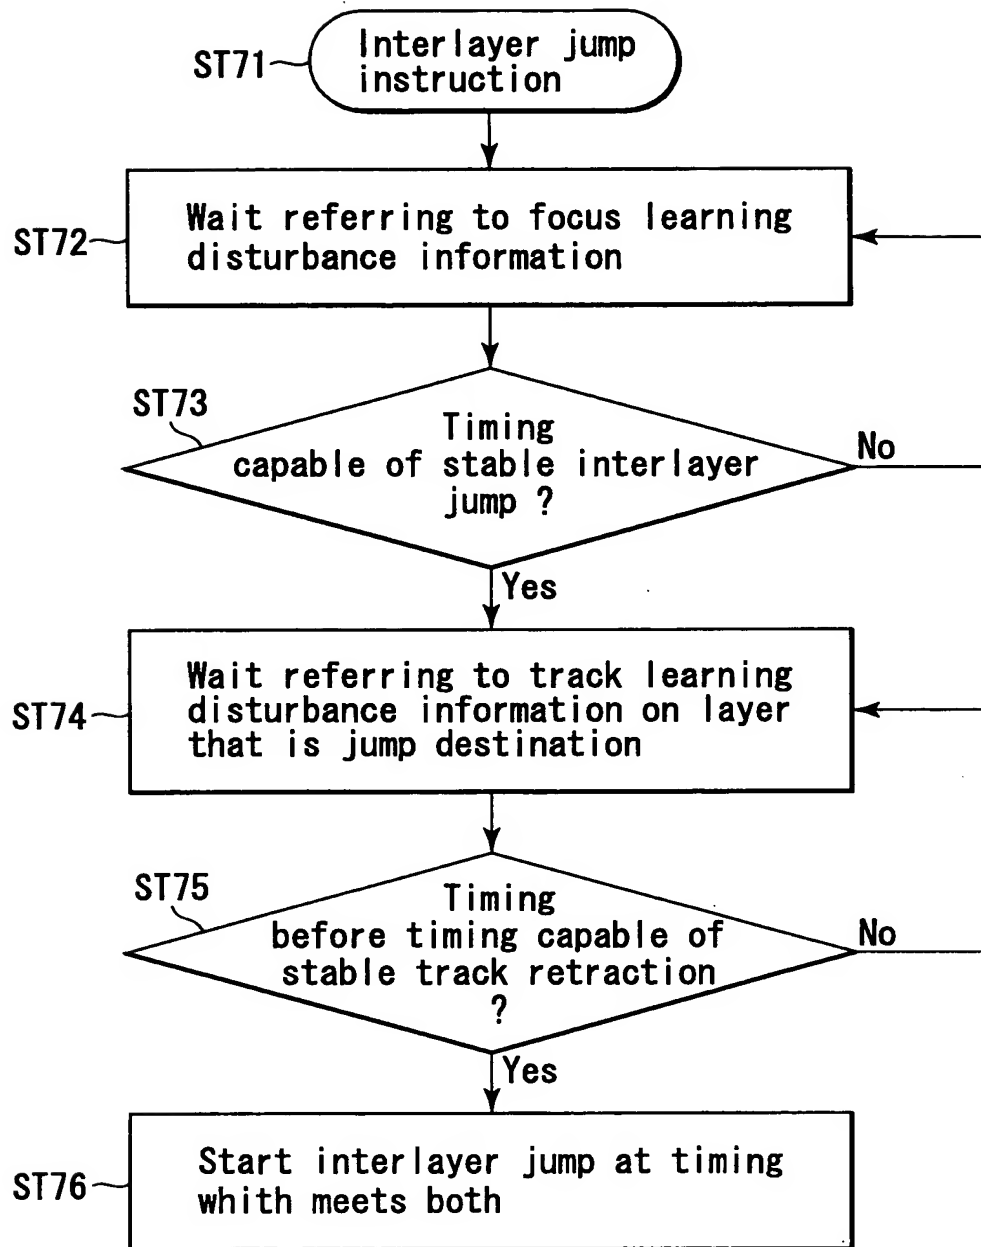 ST71
Interlayer jump
instruction
ST72
Wait referring to focus learning
disturbance information
ST73
Timing
capable of stable interlayer
jump ?
No
Yes
ST74
Wait referring to track learning
disturbance information on layer
that is jump destination
ST75
Timing
before timing capable of
stable track retraction
?
No
Yes
ST76
Start interlayer jump at timing
whith meets both